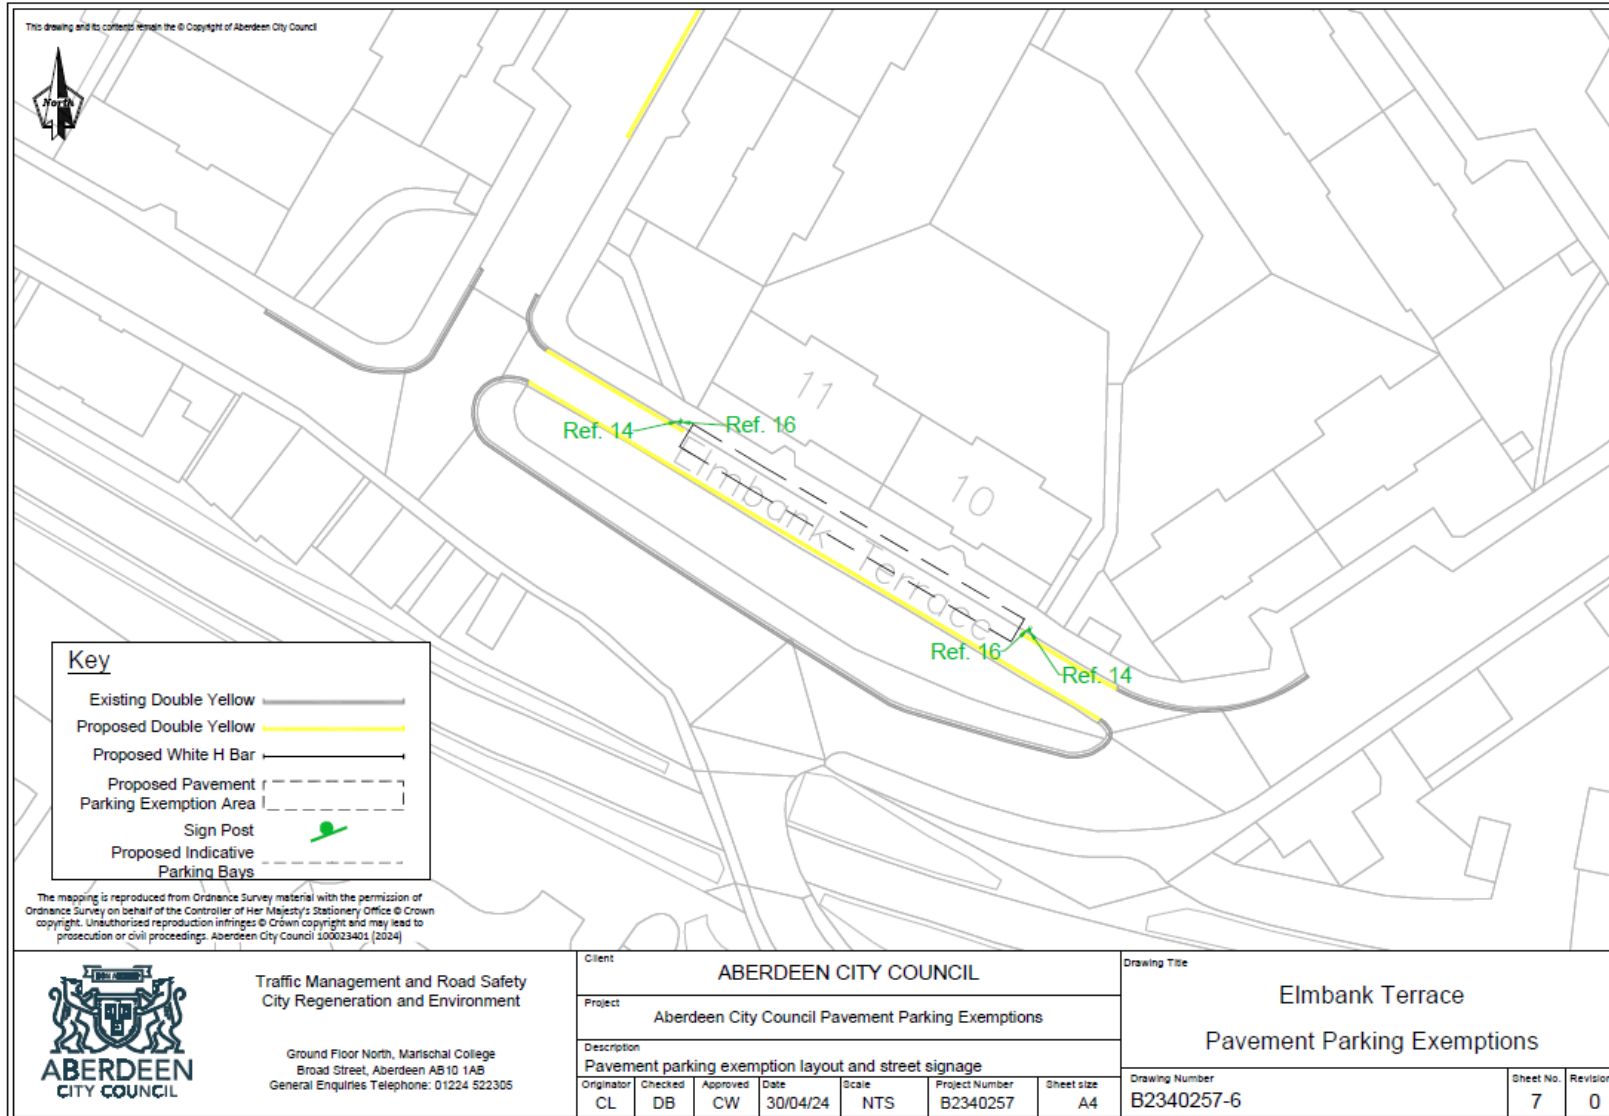 This drawing and its contents remain the © Copyright of Aberdeen City Council
North
11
Ref. 14
Ref. 16
Elmbank Terrace
10
Ref. 16
Ref. 14
Key
Existing Double Yellow
Proposed Double Yellow
Proposed White H Bar
Proposed Pavement
Parking Exemption Area
Sign Post
Proposed Indicative
Parking Bays
The mapping is reproduced from Ordnance Survey material with the permission of
Ordnance Survey on behalf of the Controller of Her Majesty's Stationery Office © Crown
copyright. Unauthorised reproduction infringes © Crown copyright and may lead to
prosecution or civil proceedings. Aberdeen City Council 100023401 (2024)
ABERDEEN
CITY COUNCIL
Traffic Management and Road Safety
City Regeneration and Environment
Ground Floor North, Marischal College
Broad Street, Aberdeen AB10 1AB
General Enquiries Telephone: 01224 522305
Client
ABERDEEN CITY COUNCIL
Project
Aberdeen City Council Pavement Parking Exemptions
Description
Pavement parking exemption layout and street signage
Originator Checked Approved Date Scale Project Number Sheet size
CL DB CW 30/04/24 NTS B2340257 A4
Drawing Title
Elmbank Terrace
Pavement Parking Exemptions
Drawing Number Sheet No. Revision
B2340257-6 7 0